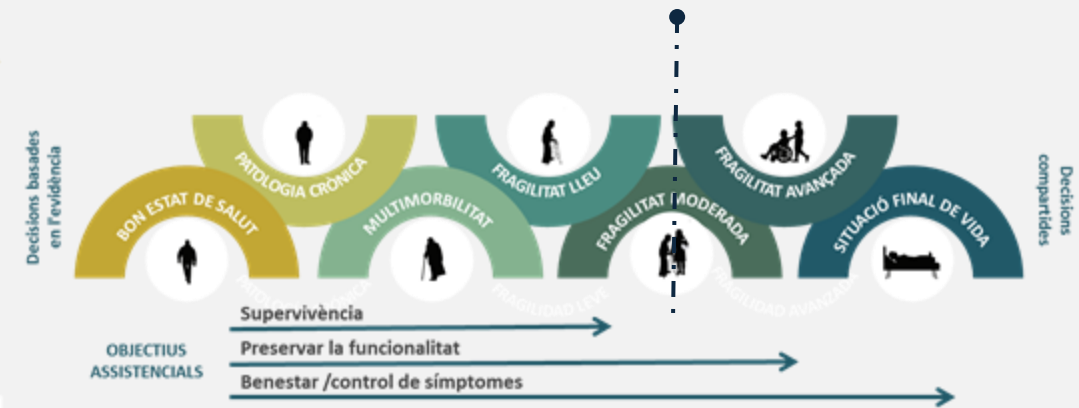 Decisions basades
en l'evidència
BON ESTAT DE SALUT
PATOLOGIA CRÒNICA
MULTIMORBILITAT
FRAGILITAT LLEU
FRAGILITAT MODERADA
FRAGILITAT AVANÇADA
SITUACIÓ FINAL DE VIDA
Decisions
compartides
FRAGILIDAD LEVE
FRAGILIDAD AVANZADA
OBJECTIUS
ASSISTENCIALS
Supervivència
Preservar la funcionalitat
Benestar /control de símptomes